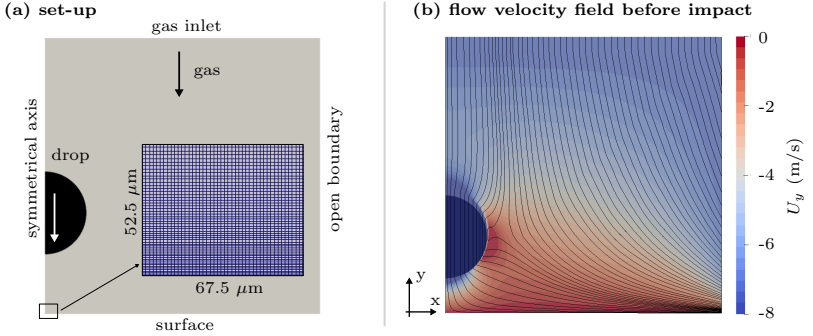 (a) set-up
gas inlet
gas
symmetrical axis
drop
open boundary
52.5 μm
67.5 μm
surface
(b) flow velocity field before impact
0
-2
-4
-6
-8
U_y (m/s)
y
x